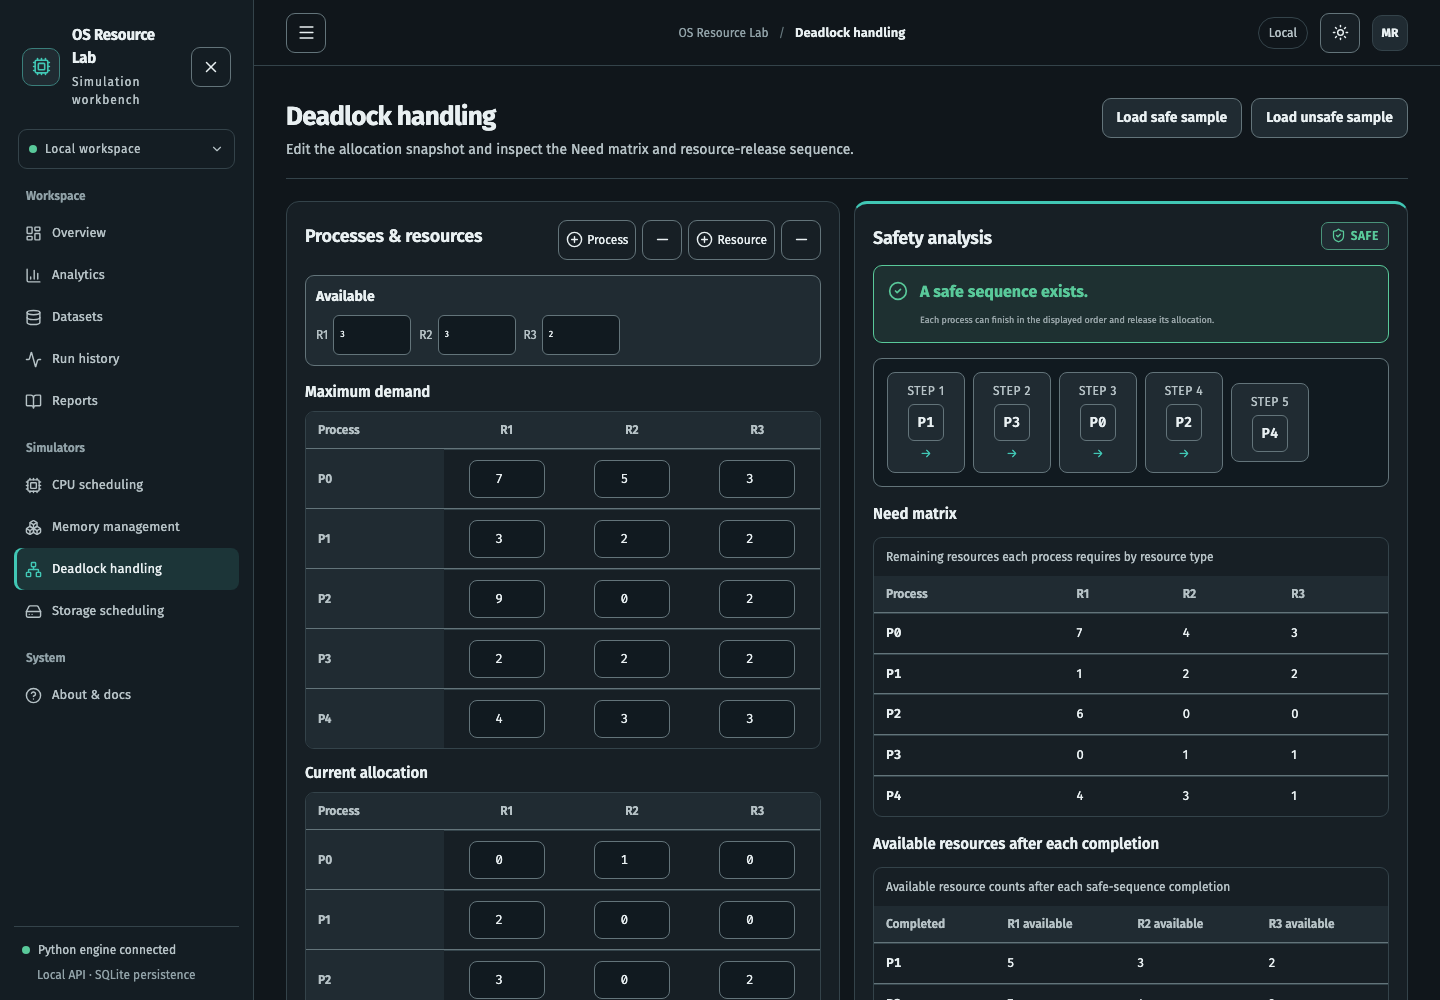 OS Resource
Lab
Simulation
workbench
Local workspace
Workspace
Overview
Analytics
Datasets
Run history
Reports
Simulators
CPU scheduling
Memory management
Deadlock handling
Storage scheduling
System
About & docs
Python engine connected
Local API · SQLite persistence
OS Resource Lab / Deadlock handling
Local
MR
Deadlock handling
Edit the allocation snapshot and inspect the Need matrix and resource-release sequence.
Load safe sample
Load unsafe sample
Processes & resources
Process
Resource
Available
R1 3 R2 3 R3 2
Maximum demand
Process R1 R2 R3
P0 7 5 3
P1 3 2 2
P2 9 0 2
P3 2 2 2
P4 4 3 3
Current allocation
Process R1 R2 R3
P0 0 1 0
P1 2 0 0
P2 3 0 2
Safety analysis
SAFE
A safe sequence exists.
Each process can finish in the displayed order and release its allocation.
STEP 1 STEP 2 STEP 3 STEP 4 STEP 5
P1 P3 P0 P2 P4
→ → → →
Need matrix
Remaining resources each process requires by resource type
Process R1 R2 R3
P0 7 4 3
P1 1 2 2
P2 6 0 0
P3 0 1 1
P4 4 3 1
Available resources after each completion
Available resource counts after each safe-sequence completion
Completed R1 available R2 available R3 available
P1 5 3 2